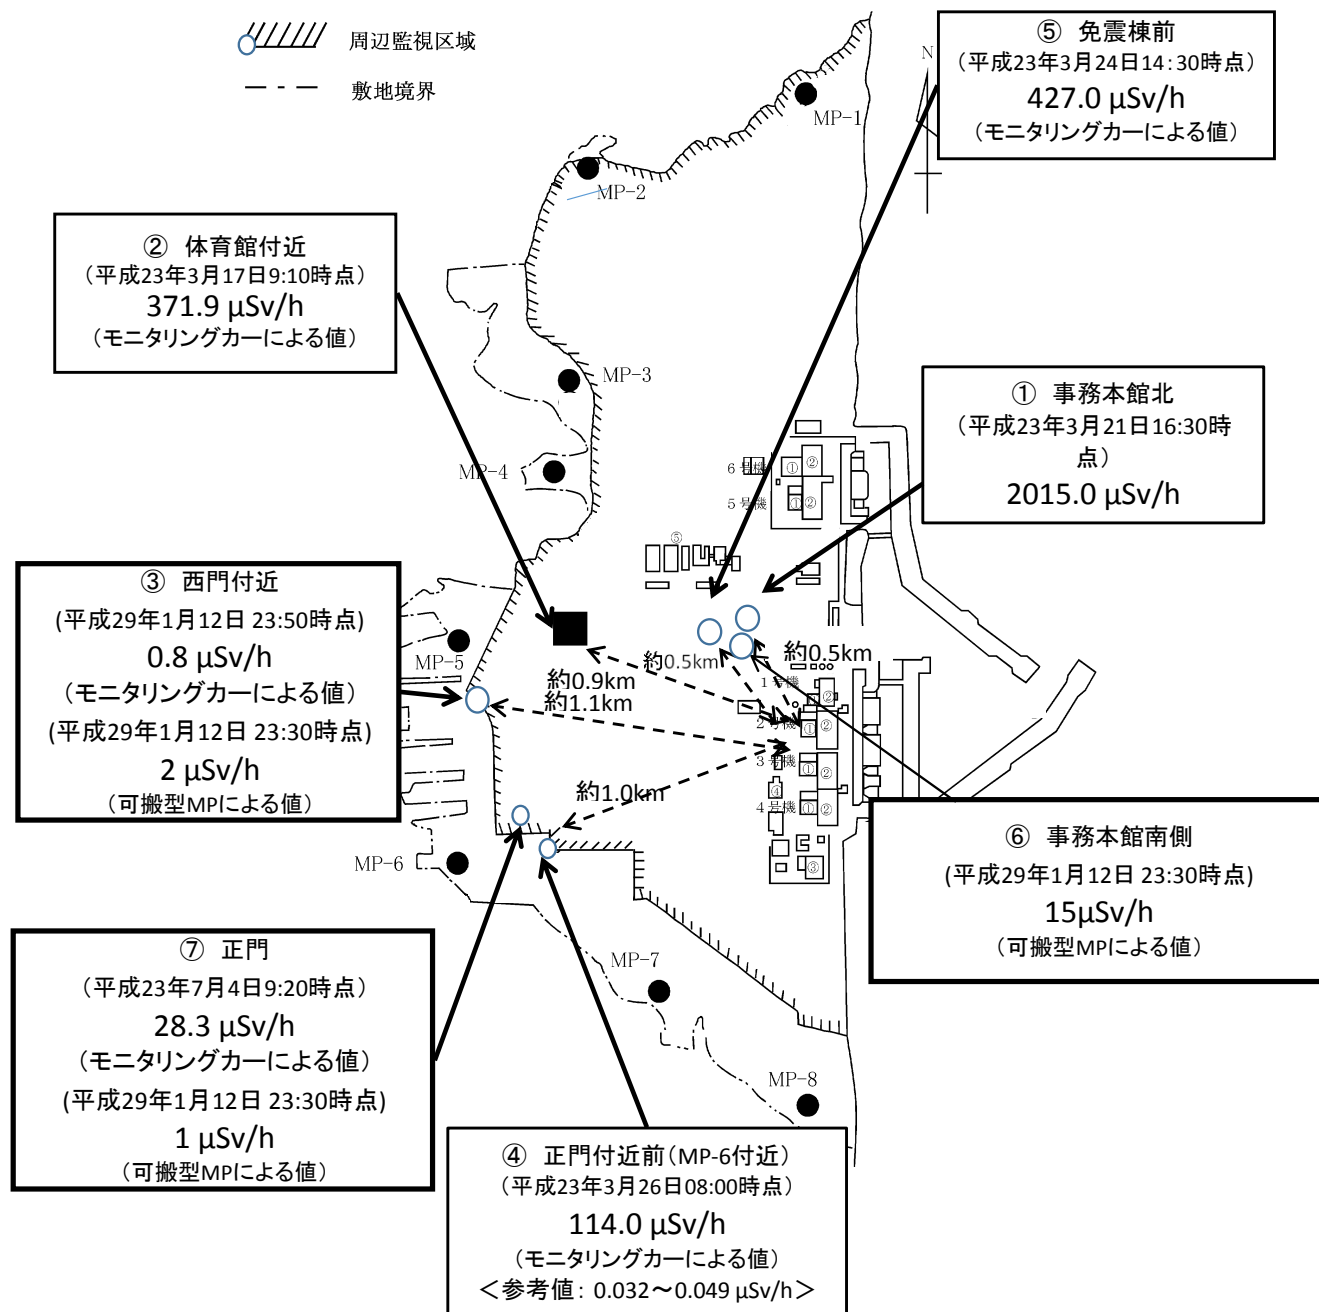 周辺監視区域
敷地境界
⑤ 免震棟前
（平成23年3月24日14：30時点）
427.0 μSv/h
（モニタリングカーによる値）
N
MP-1
MP-2
② 体育館付近
（平成23年3月17日9:10時点）
371.9 μSv/h
（モニタリングカーによる値）
MP-3
① 事務本館北
（平成23年3月21日16:30時
点）
2015.0 μSv/h
MP-4
6号機
①
②
5号機
①
②
⑤
③ 西門付近
(平成29年1月12日 23:50時点)
0.8 μSv/h
（モニタリングカーによる値）
(平成29年1月12日 23:30時点)
2 μSv/h
（可搬型MPによる値）
MP-5
約0.5km
約0.5km
約0.9km
約1.1km
1号機
②
2号機
①
②
3号機
①
②
④
4号機
①
②
③
約1.0km
MP-6
⑥ 事務本館南側
(平成29年1月12日 23:30時点)
15μSv/h
（可搬型MPによる値）
⑦ 正門
（平成23年7月4日9:20時点）
28.3 μSv/h
（モニタリングカーによる値）
(平成29年1月12日 23:30時点)
1 μSv/h
（可搬型MPによる値）
MP-7
MP-8
④ 正門付近前（MP-6付近）
（平成23年3月26日08:00時点）
114.0 μSv/h
（モニタリングカーによる値）
＜参考値：0.032～0.049 μSv/h＞